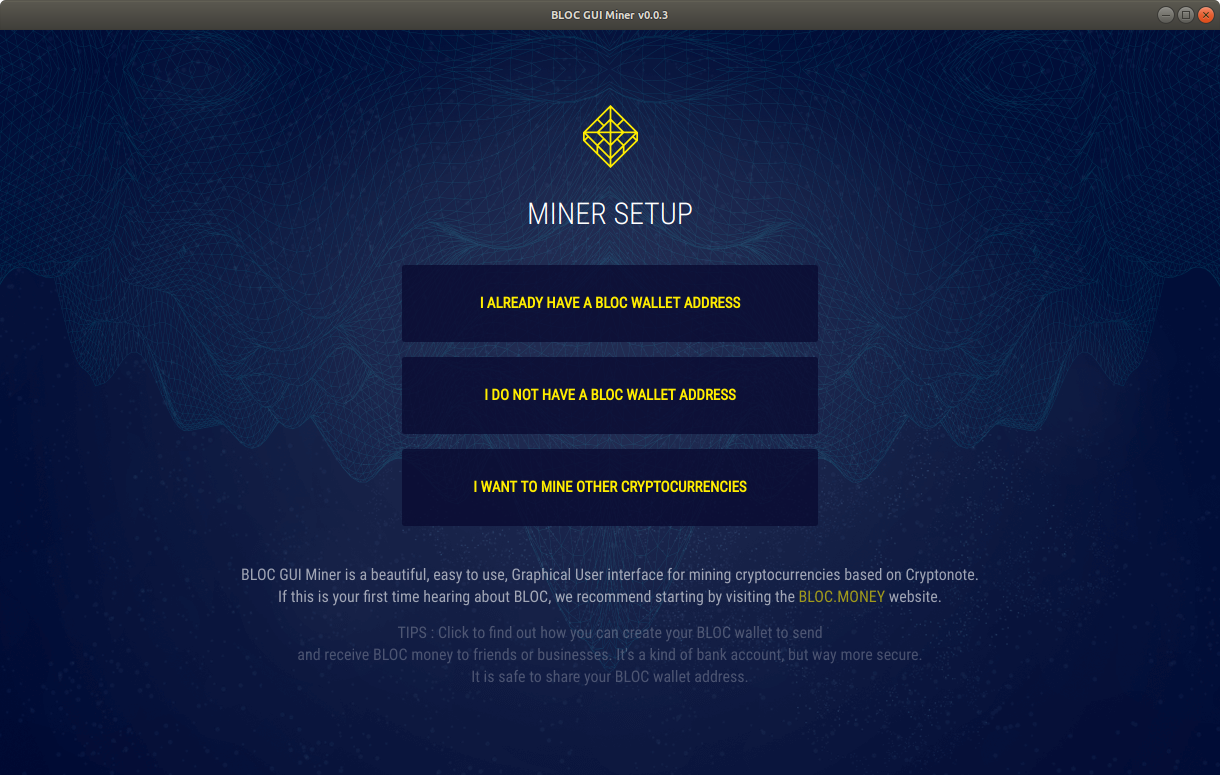 BLOC GUI Miner v0.0.3
MINER SETUP
I ALREADY HAVE A BLOC WALLET ADDRESS
I DO NOT HAVE A BLOC WALLET ADDRESS
I WANT TO MINE OTHER CRYPTOCURRENCIES
BLOC GUI Miner is a beautiful, easy to use, Graphical User interface for mining cryptocurrencies based on Cryptonote.
If this is your first time hearing about BLOC, we recommend starting by visiting the BLOC.MONEY website.
TIPS : Click to find out how you can create your BLOC wallet to send
and receive BLOC money to friends or businesses. It's a kind of bank account, but way more secure.
It is safe to share your BLOC wallet address.